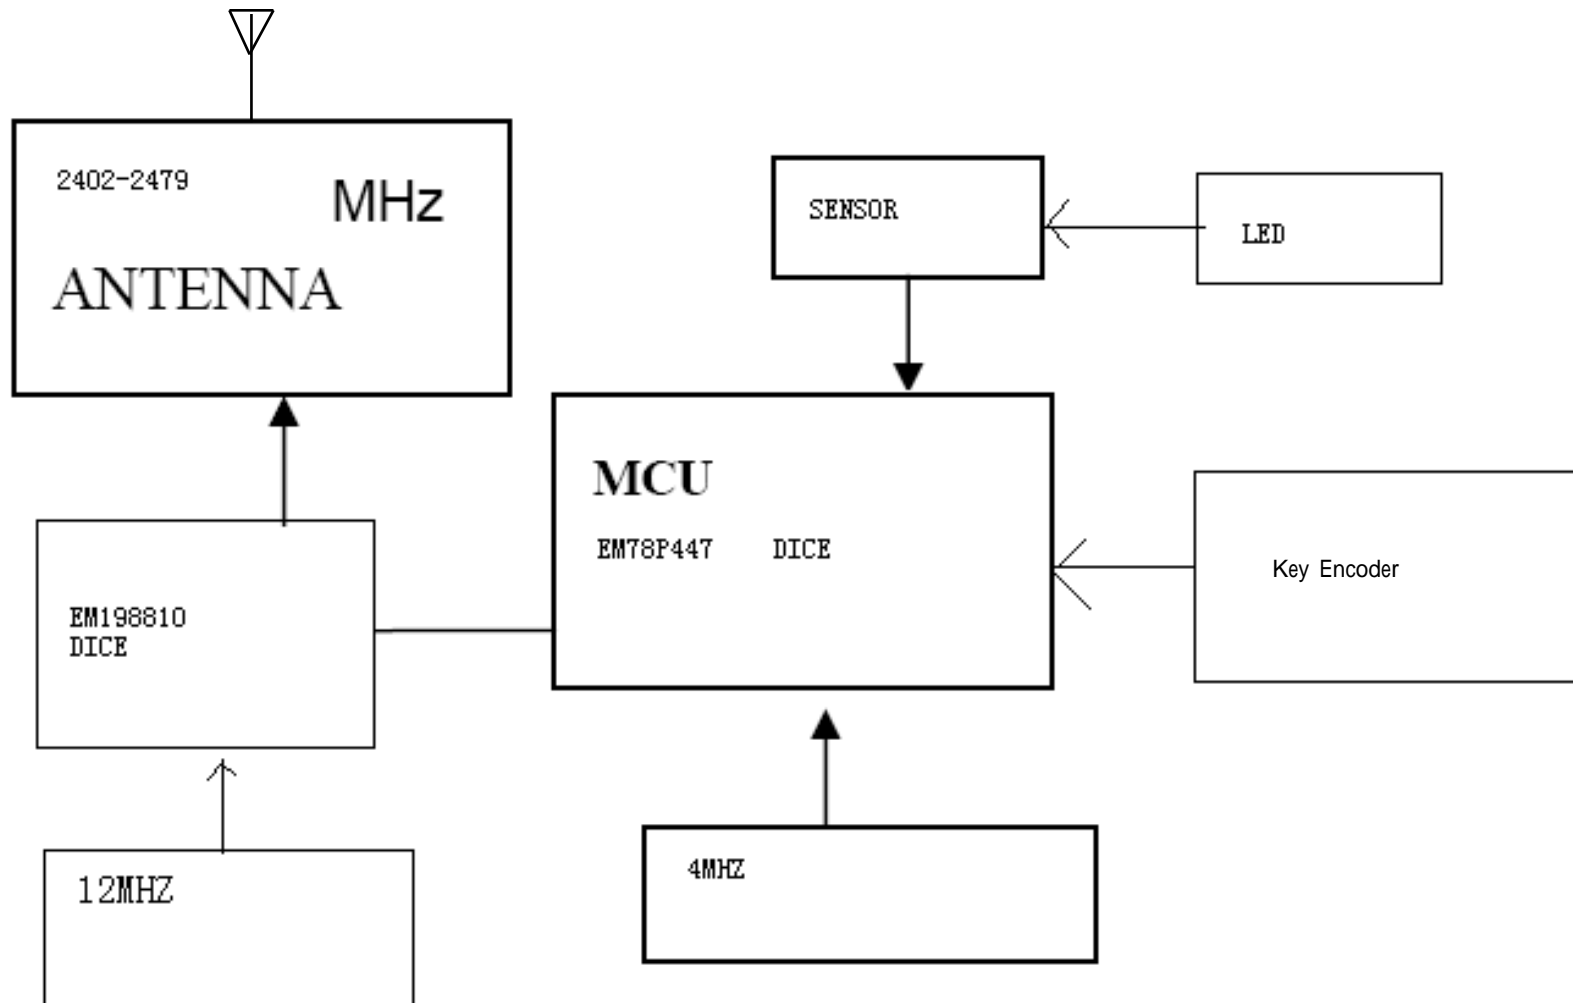 2402-2479 MHz
ANTENNA
SENSOR
LED
MCU
EM78P447 DICE
Key Encoder
EM198810
DICE
4MHZ
12MHZ